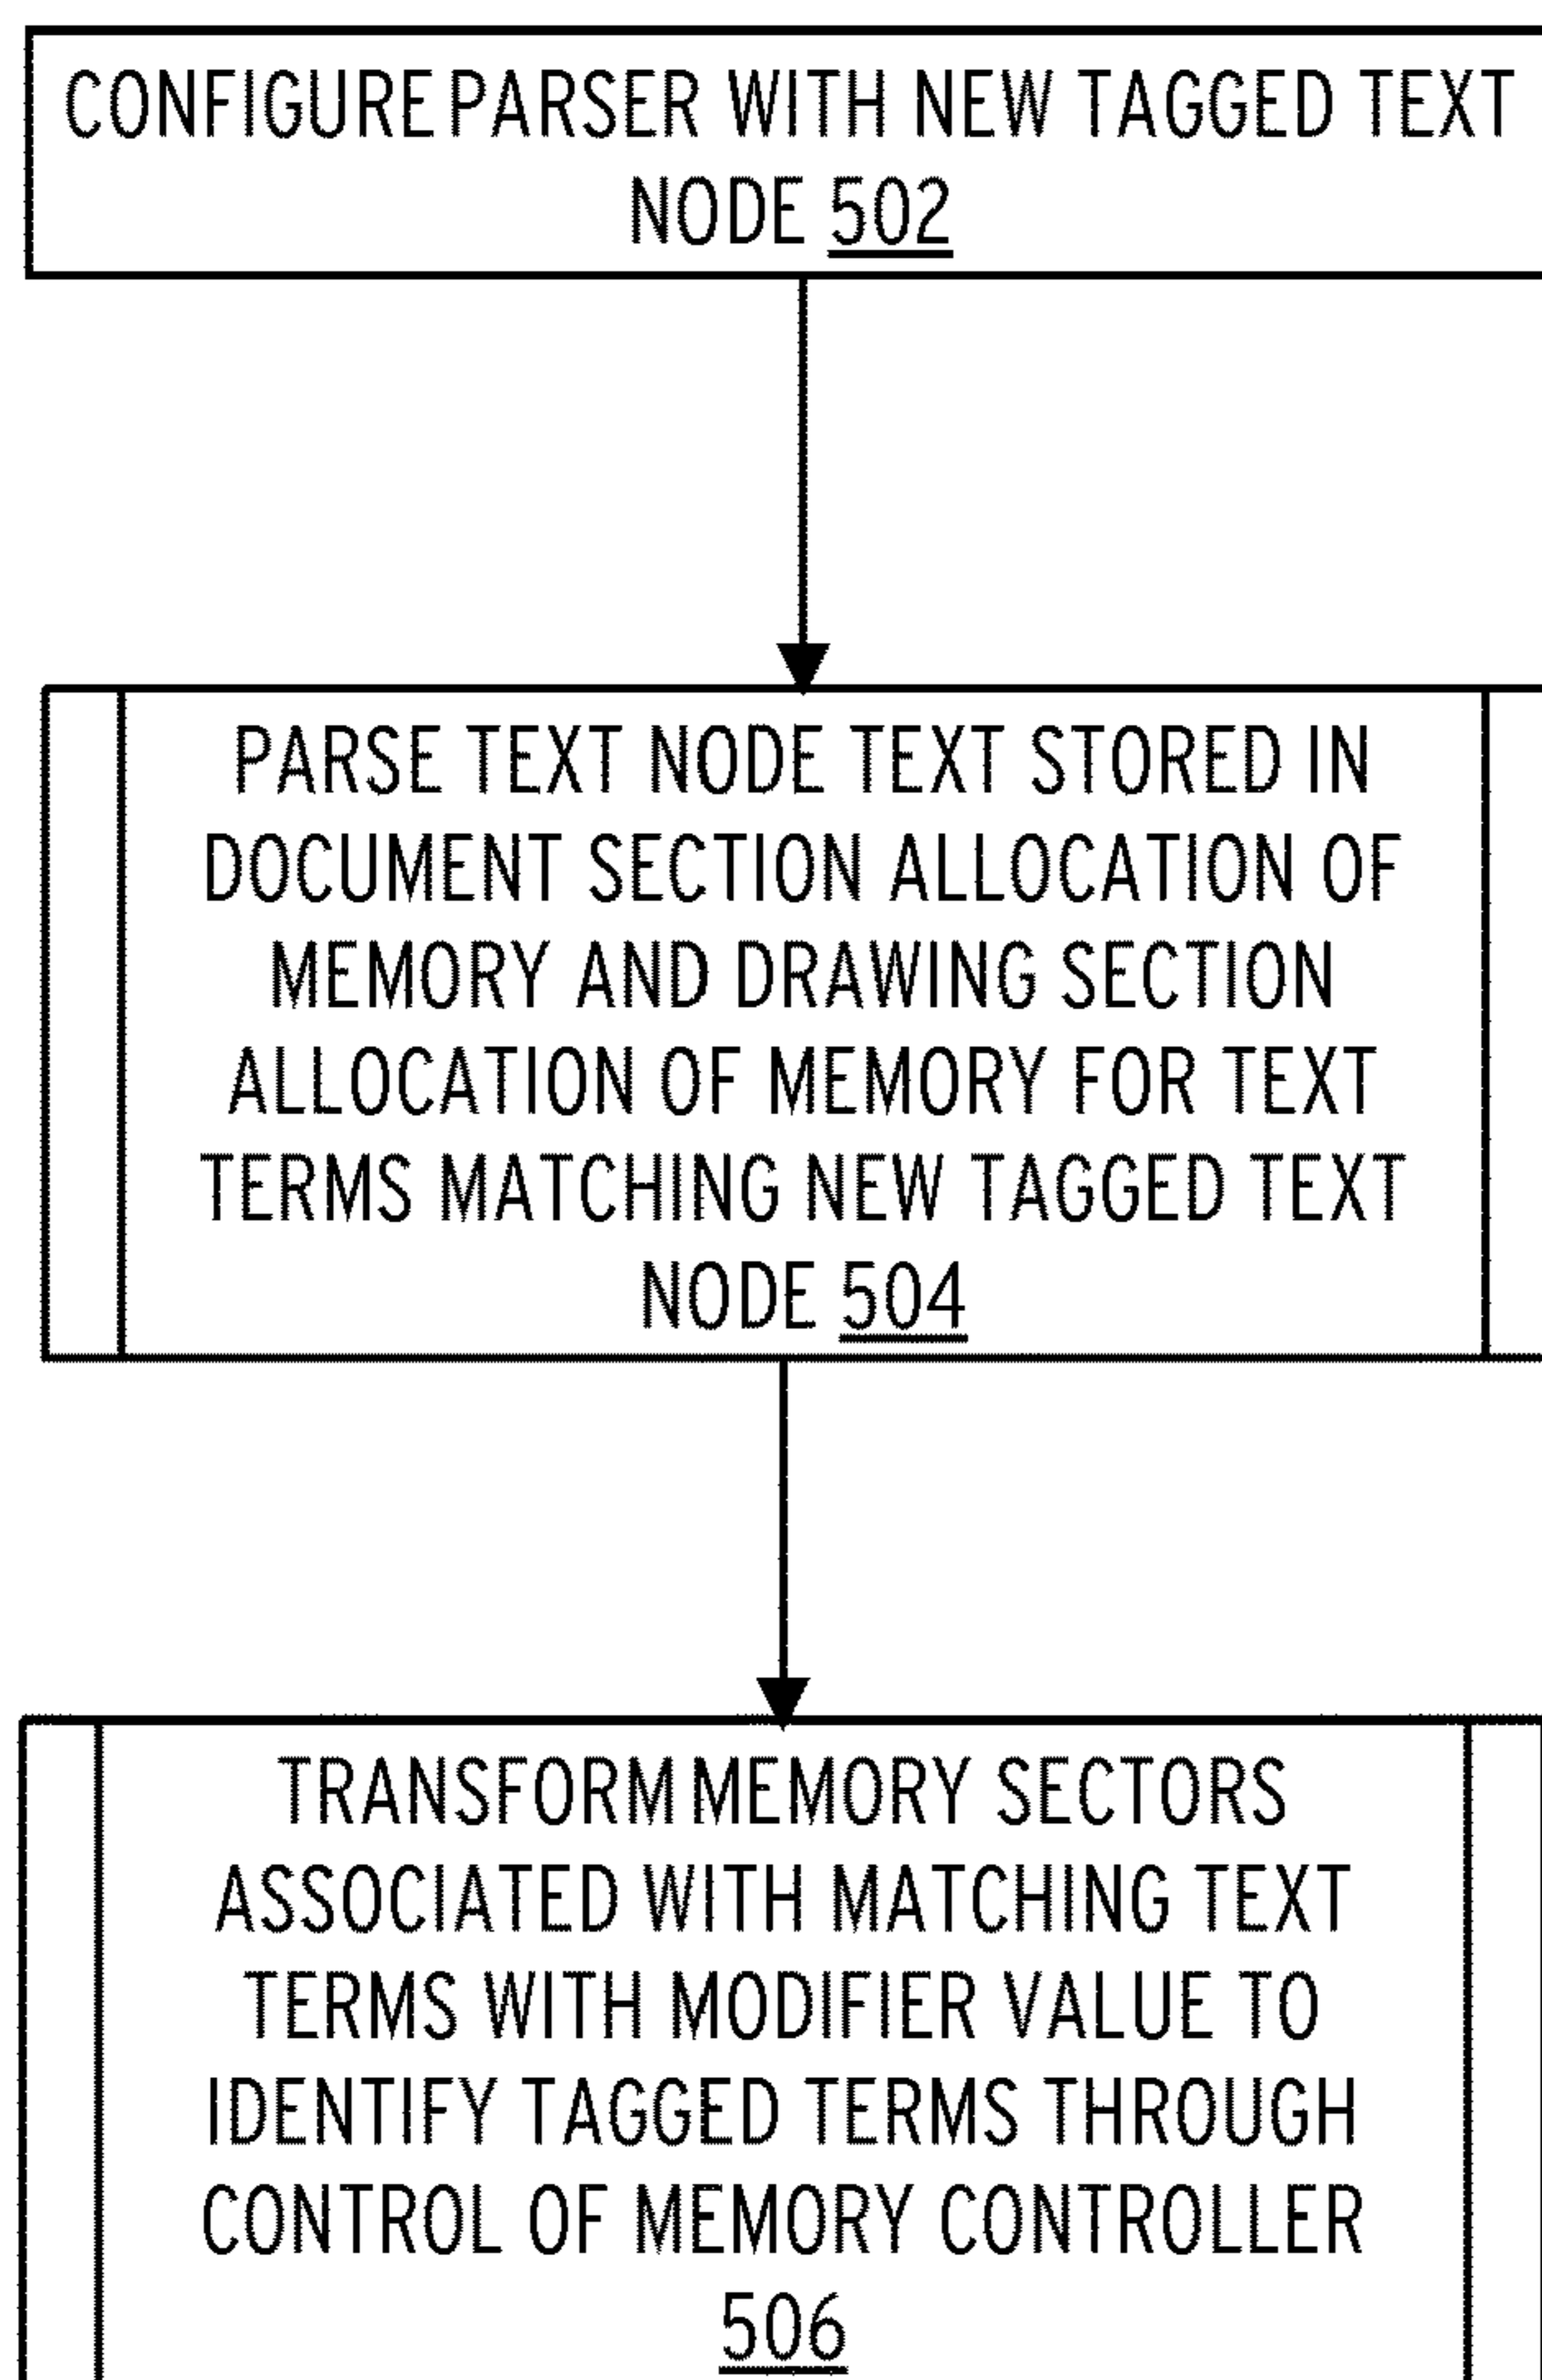 CONFIGURE PARSER WITH NEW TAGGED TEXT
NODE 502
PARSE TEXT NODE TEXT STORED IN
DOCUMENT SECTION ALLOCATION OF
MEMORY AND DRAWING SECTION
ALLOCATION OF MEMORY FOR TEXT
TERMS MATCHING NEW TAGGED TEXT
NODE 504
TRANSFORM MEMORY SECTORS
ASSOCIATED WITH MATCHING TEXT
TERMS WITH MODIFIER VALUE TO
IDENTIFY TAGGED TERMS THROUGH
CONTROL OF MEMORY CONTROLLER
506